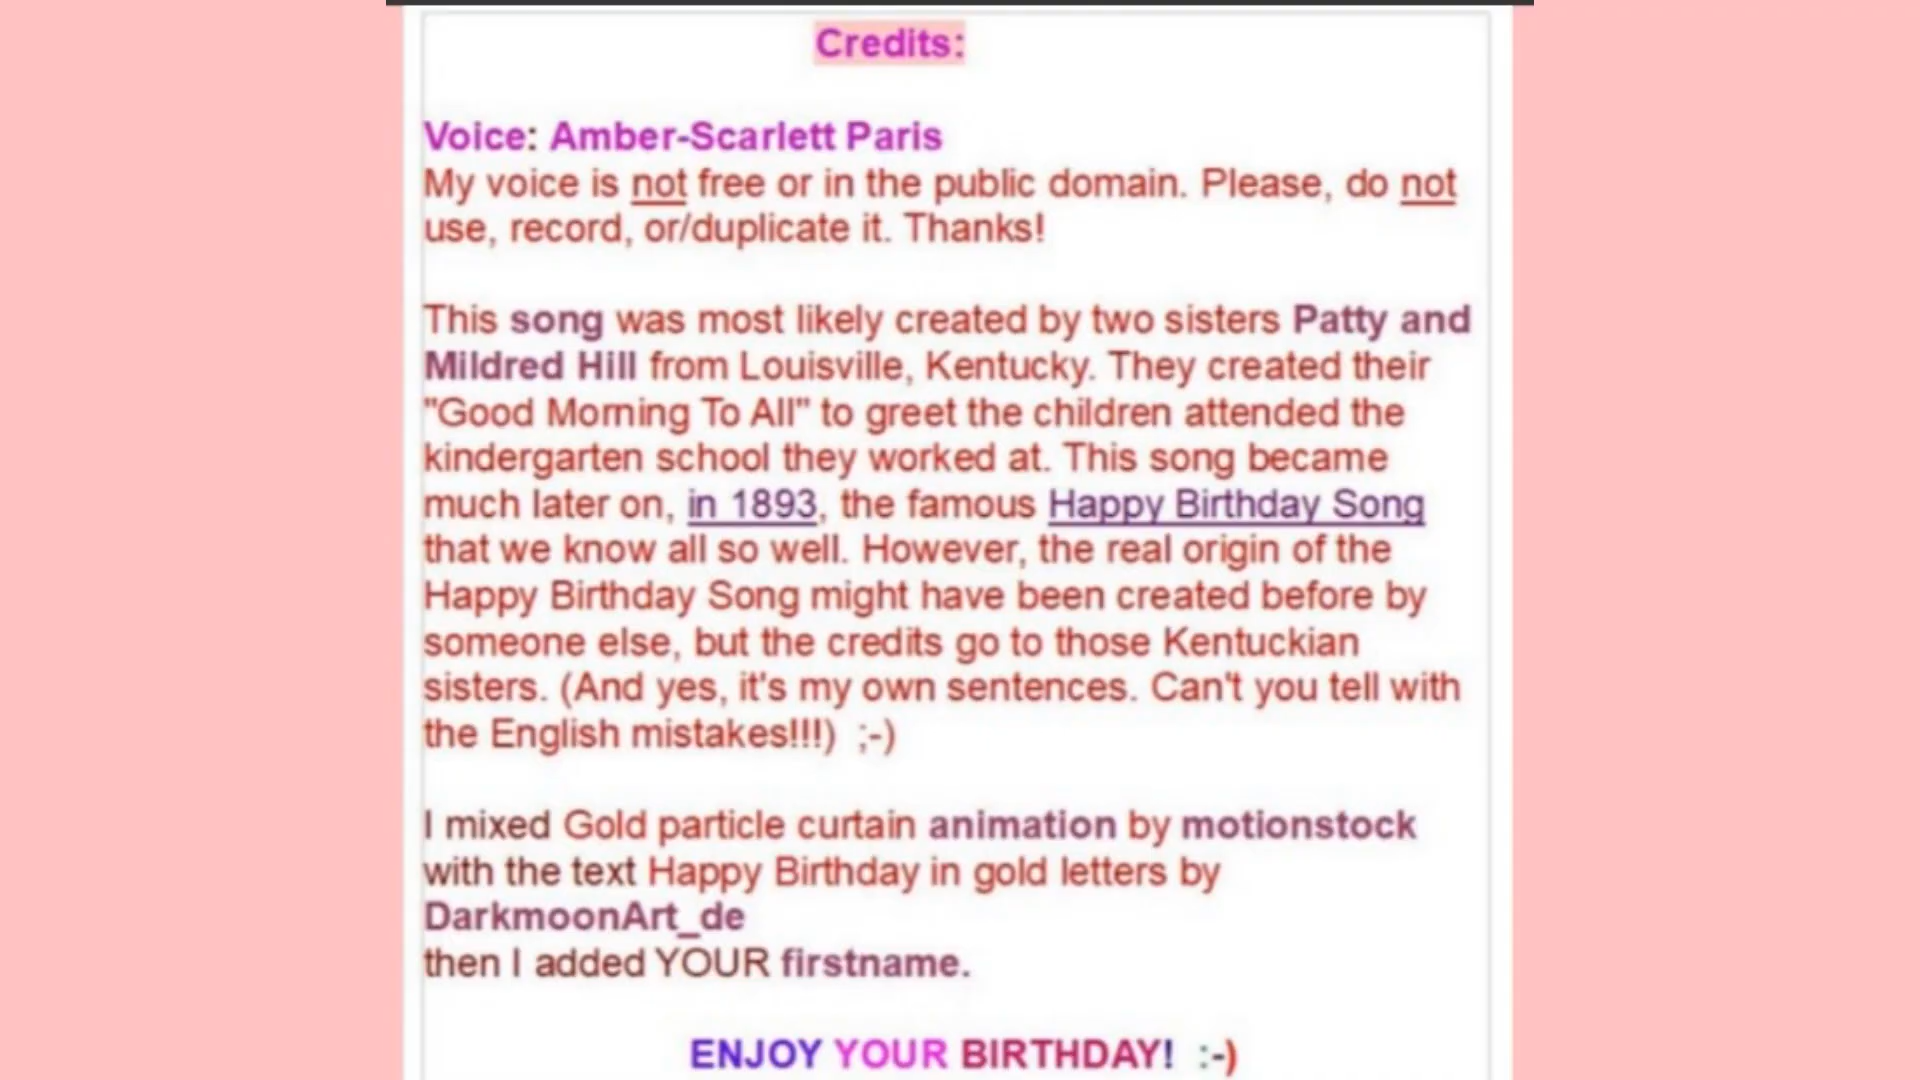 Credits:
Voice: Amber-Scarlett Paris
My voice is not free or in the public domain. Please, do not
use, record, or/duplicate it. Thanks!
This song was most likely created by two sisters Patty and
Mildred Hill from Louisville, Kentucky. They created their
"Good Morning To All" to greet the children attended the
kindergarten school they worked at. This song became
much later on, in 1893, the famous Happy Birthday Song
that we know all so well. However, the real origin of the
Happy Birthday Song might have been created before by
someone else, but the credits go to those Kentuckian
sisters. (And yes, it's my own sentences. Can't you tell with
the English mistakes!!!) ;-)
I mixed Gold particle curtain animation by motionstock
with the text Happy Birthday in gold letters by
DarkmoonArt_de
then I added YOUR firstname.
ENJOY YOUR BIRTHDAY! :-)